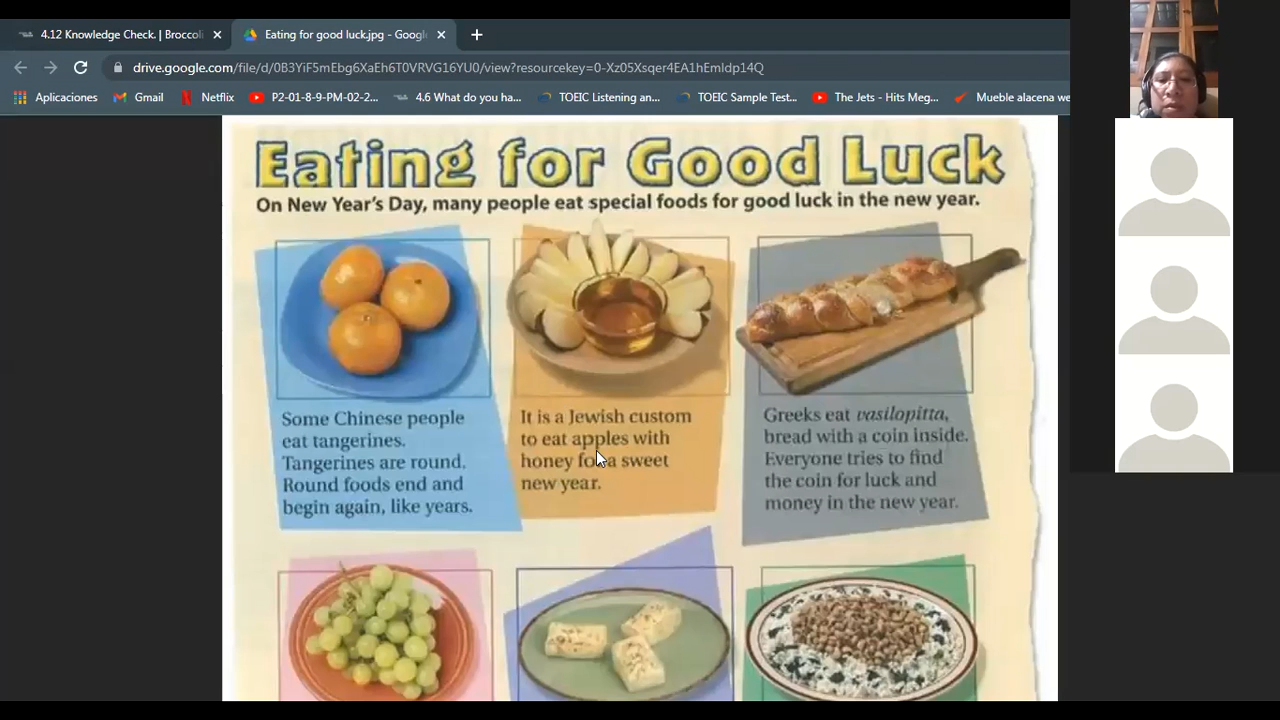 4.12 Knowledge Check. | Broccoli
Eating for good luck.jpg - Googl
drive.google.com/file/d/0B3YiF5mEbg6XaEh6T0VRVG16YU0/view?resourcekey=0-Xz05Xsqer4EA1hEmIdp14Q
Aplicaciones
Gmail
Netflix
P2-01-8-9-PM-02-2...
4.6 What do you ha...
TOEIC Listening an...
TOEIC Sample Test...
The Jets - Hits Meg...
Mueble alacena we
Eating for Good Luck
On New Year's Day, many people eat special foods for good luck in the new year.
Some Chinese people
eat tangerines.
Tangerines are round.
Round foods end and
begin again, like years.
It is a Jewish custom
to eat apples with
honey for a sweet
new year.
Greeks eat vasilopitta,
bread with a coin inside.
Everyone tries to find
the coin for luck and
money in the new year.